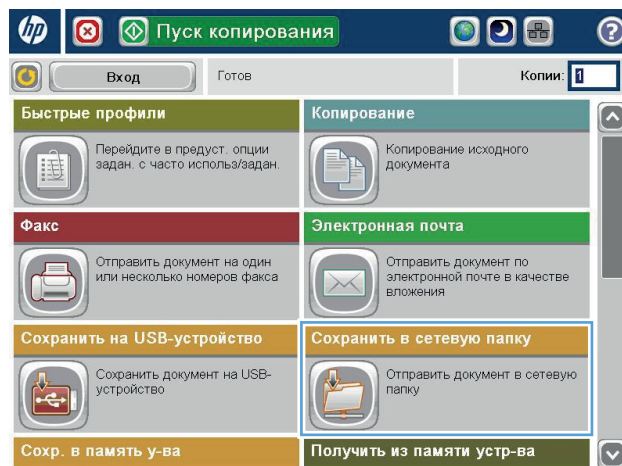 hp
Пуск копирования
?
Вход
Готов
Копии: 1
Быстрые профили
Копирование
Перейдите в предуст. опции
задан. с часто использ/задан.
Копирование исходного
документа
Факс
Электронная почта
Отправить документ на один
или несколько номеров факса
Отправить документ по
электронной почте в качестве
вложения
Сохранить на USB-устройство
Сохранить в сетевую папку
Сохранить документ на USB-
устройство
Отправить документ в сетевую
папку
Сохр. в память у-ва
Получить из памяти устр-ва